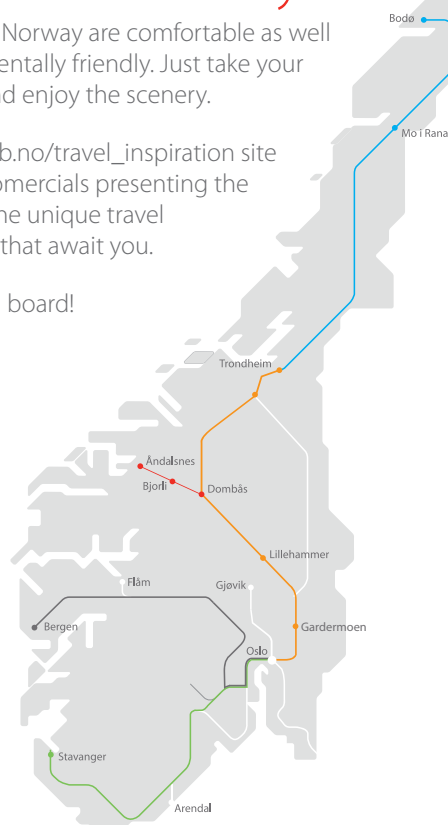 Norway are comfortable as well
entally friendly. Just take your
d enjoy the scenery.
b.no/travel_inspiration site
omercials presenting the
ne unique travel
that await you.
board!
Bodø
Mo i Rana
Trondheim
Åndalsnes
Bjorli
Dombås
Lillehammer
Flåm
Gjøvik
Bergen
Gardermoen
Oslo
Stavanger
Arendal